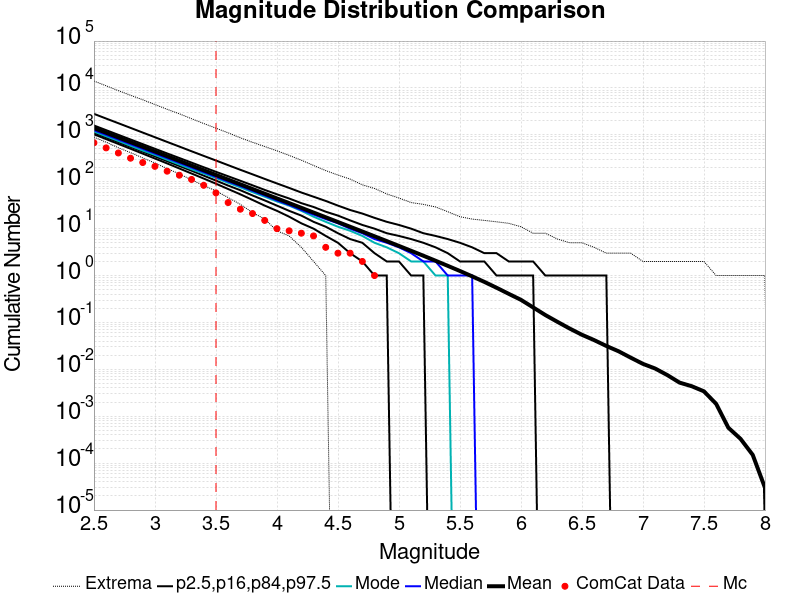 Magnitude Distribution Comparison
10^5
10^4
10^3
10^2
10^1
10^0
10^-1
10^-2
10^-3
10^-4
10^-5
Cumulative Number
2.5 3 3.5 4 4.5 5 5.5 6 6.5 7 7.5 8
Magnitude
Extrema p2.5,p16,p84,p97.5 Mode Median Mean ComCat Data Mc